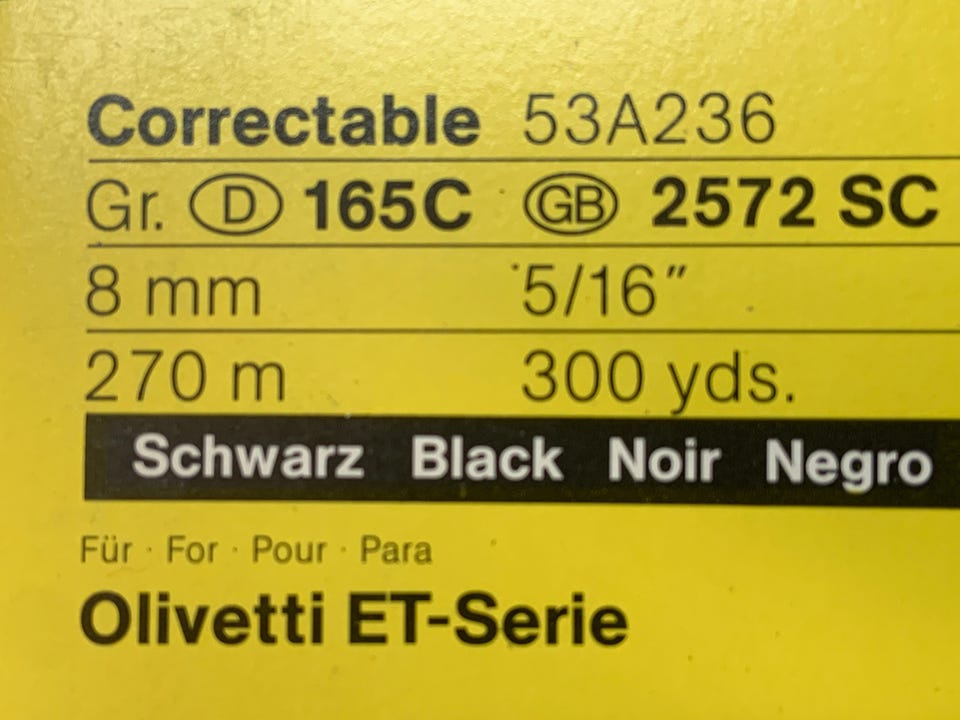 Correctable 53A236
Gr. D 165C GB 2572 SC
8 mm 5/16"
270 m 300 yds.
Schwarz Black Noir Negro
Für · For · Pour · Para
Olivetti ET-Serie